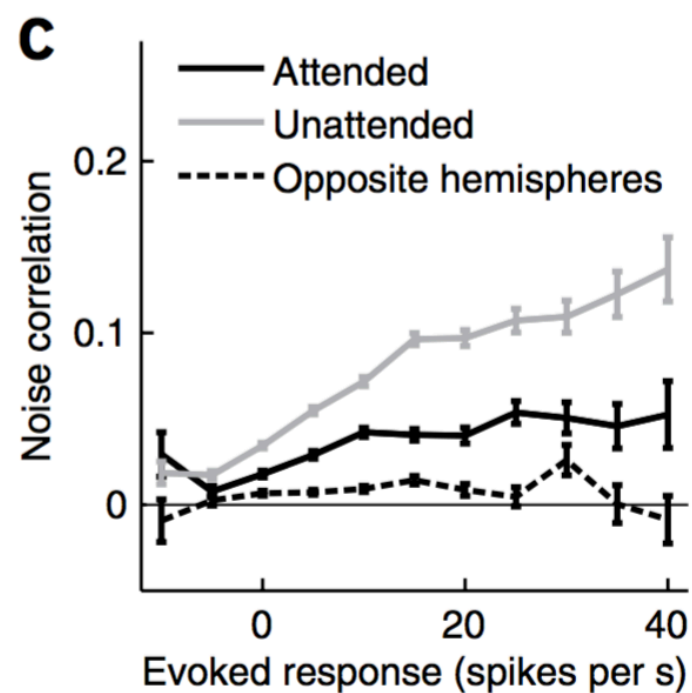 C
Attended
Unattended
Opposite hemispheres
Noise correlation
0.2
0.1
0
0 20 40
Evoked response (spikes per s)